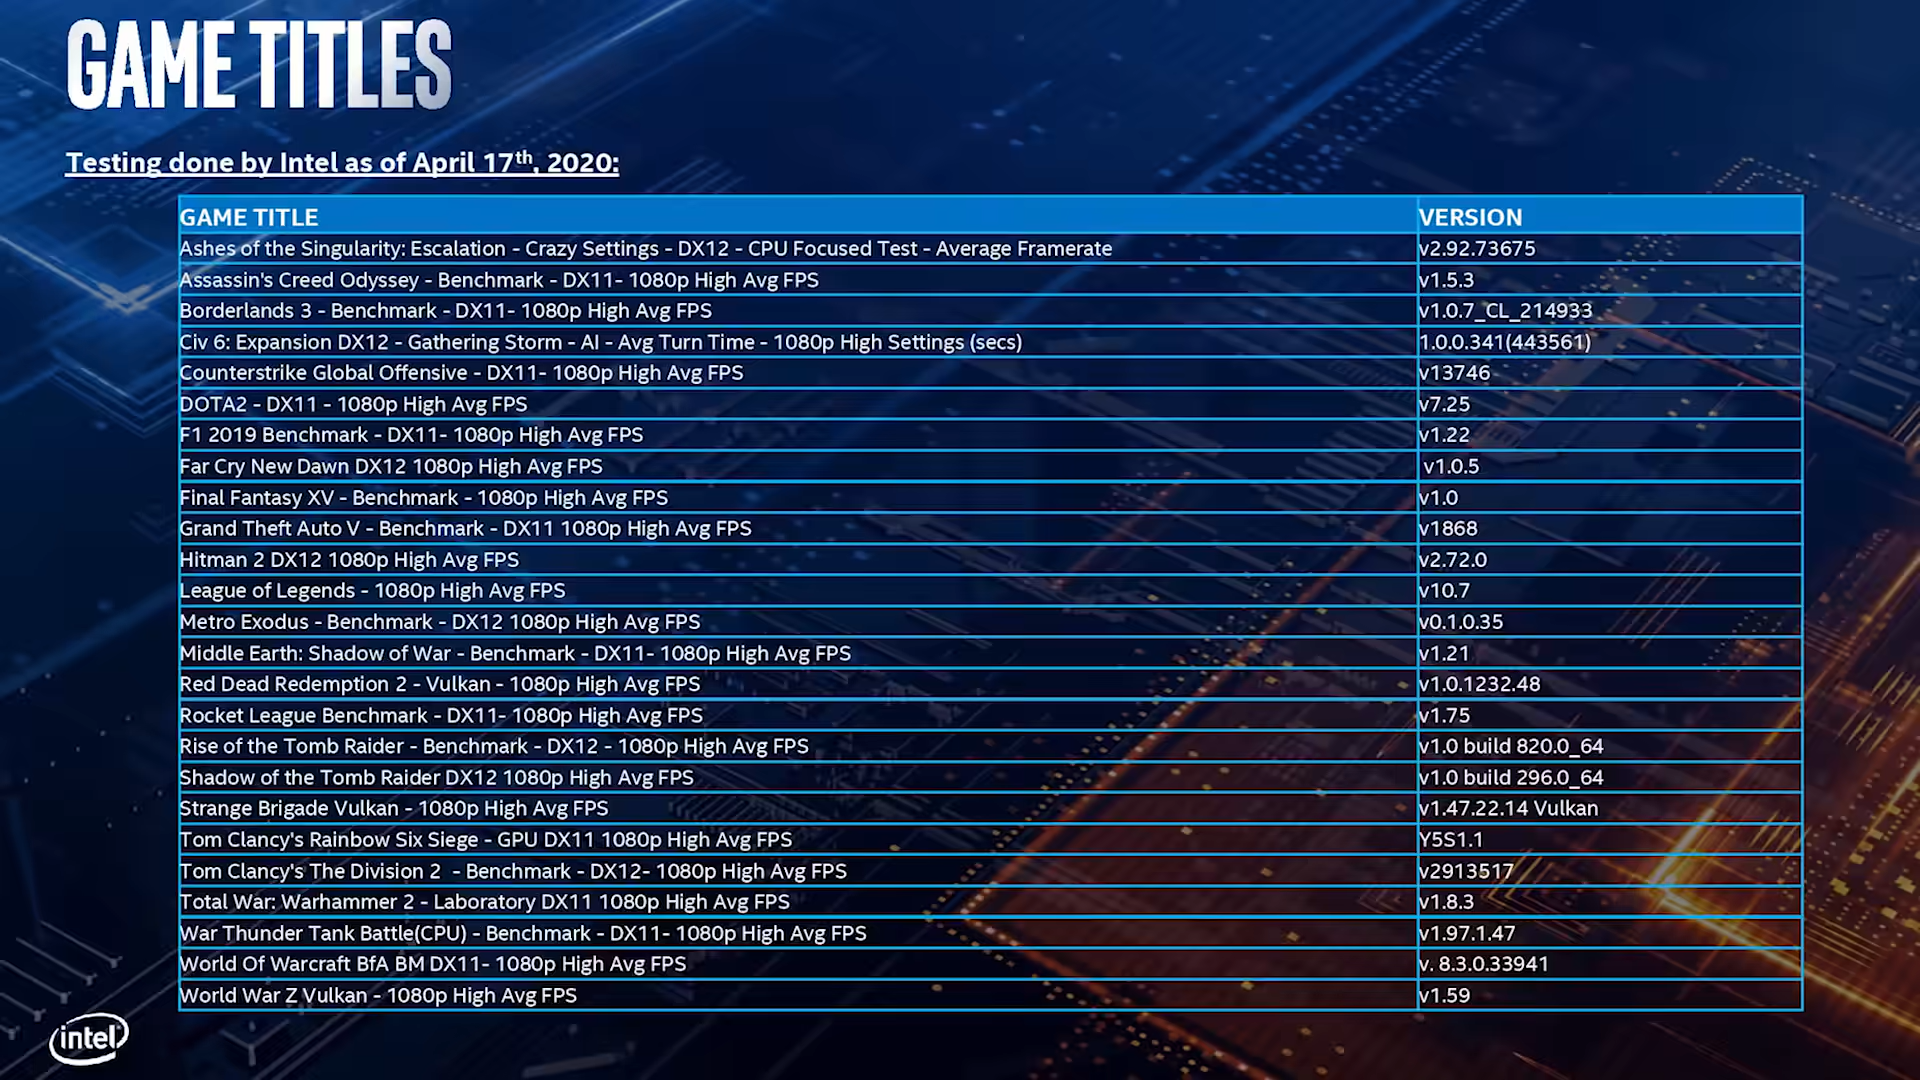 GAME TITLES
Testing done by Intel as of April 17th, 2020:
GAME TITLE VERSION
Ashes of the Singularity: Escalation - Crazy Settings - DX12 - CPU Focused Test - Average Framerate v2.92.73675
Assassin's Creed Odyssey - Benchmark - DX11- 1080p High Avg FPS v1.5.3
Borderlands 3 - Benchmark - DX11- 1080p High Avg FPS v1.0.7_CL_214933
Civ 6: Expansion DX12 - Gathering Storm - AI - Avg Turn Time - 1080p High Settings (secs) 1.0.0.341(443561)
Counterstrike Global Offensive - DX11- 1080p High Avg FPS v13746
DOTA2 - DX11 - 1080p High Avg FPS v7.25
F1 2019 Benchmark - DX11- 1080p High Avg FPS v1.22
Far Cry New Dawn DX12 1080p High Avg FPS v1.0.5
Final Fantasy XV - Benchmark - 1080p High Avg FPS v1.0
Grand Theft Auto V - Benchmark - DX11 1080p High Avg FPS v1868
Hitman 2 DX12 1080p High Avg FPS v2.72.0
League of Legends - 1080p High Avg FPS v10.7
Metro Exodus - Benchmark - DX12 1080p High Avg FPS v0.1.0.35
Middle Earth: Shadow of War - Benchmark - DX11- 1080p High Avg FPS v1.21
Red Dead Redemption 2 - Vulkan - 1080p High Avg FPS v1.0.1232.48
Rocket League Benchmark - DX11- 1080p High Avg FPS v1.75
Rise of the Tomb Raider - Benchmark - DX12 - 1080p High Avg FPS v1.0 build 820.0_64
Shadow of the Tomb Raider DX12 1080p High Avg FPS v1.0 build 296.0_64
Strange Brigade Vulkan - 1080p High Avg FPS v1.47.22.14 Vulkan
Tom Clancy's Rainbow Six Siege - GPU DX11 1080p High Avg FPS Y5S1.1
Tom Clancy's The Division 2 - Benchmark - DX12- 1080p High Avg FPS v2913517
Total War: Warhammer 2 - Laboratory DX11 1080p High Avg FPS v1.8.3
War Thunder Tank Battle(CPU) - Benchmark - DX11- 1080p High Avg FPS v1.97.1.47
World Of Warcraft BfA BM DX11- 1080p High Avg FPS v. 8.3.0.33941
World War Z Vulkan - 1080p High Avg FPS v1.59
intel